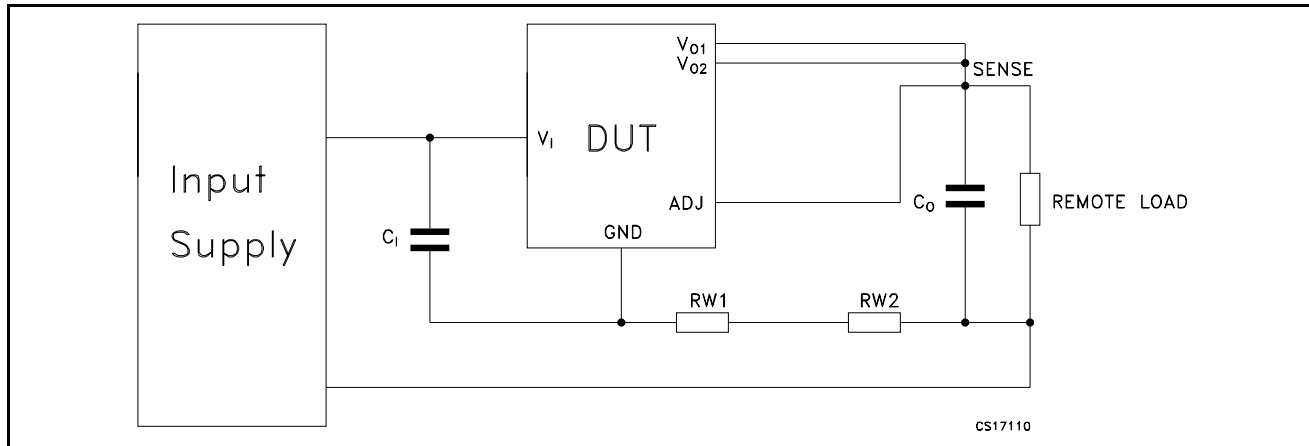 V_O1
V_O2
SENSE
Input
Supply
V_I
DUT
ADJ
C_I
GND
C_O
REMOTE LOAD
RW1
RW2
CS17110